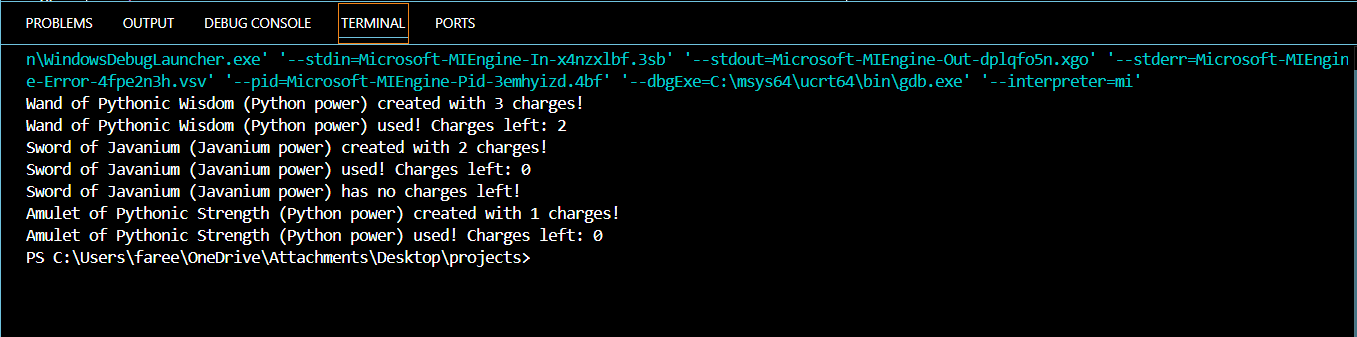 PROBLEMS OUTPUT DEBUG CONSOLE TERMINAL PORTS
n\WindowsDebugLauncher.exe' '--stdin=Microsoft-MIEngine-In-x4nzxlbf.3sb' '--stdout=Microsoft-MIEngine-Out-dplqfo5n.xgo' '--stderr=Microsoft-MIEngin
e-Error-4fpe2n3h.vsv' '--pid=Microsoft-MIEngine-Pid-3emhyizd.4bf' '--dbgExe=C:\msys64\ucrt64\bin\gdb.exe' '--interpreter=mi'
Wand of Pythonic Wisdom (Python power) created with 3 charges!
Wand of Pythonic Wisdom (Python power) used! Charges left: 2
Sword of Javanium (Javanium power) created with 2 charges!
Sword of Javanium (Javanium power) used! Charges left: 0
Sword of Javanium (Javanium power) has no charges left!
Amulet of Pythonic Strength (Python power) created with 1 charges!
Amulet of Pythonic Strength (Python power) used! Charges left: 0
PS C:\Users\faree\OneDrive\Attachments\Desktop\projects>